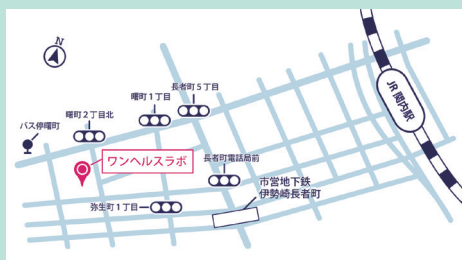 N
長者町5丁目
曙町1丁目
曙町2丁目北
バス停曙町
JR 関内駅
ワンヘルスラボ
長者町電話局前
市営地下鉄
伊勢崎長者町
弥生町1丁目